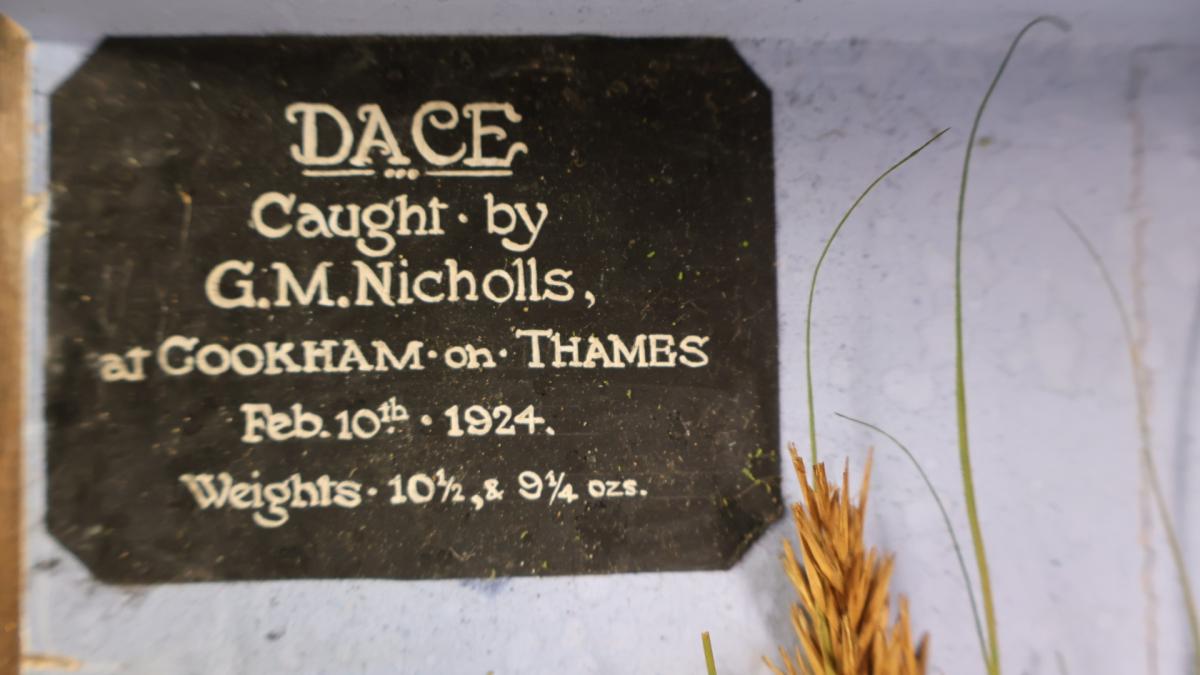 DACE
Caught · by
G.M. Nicholls,
at COOKHAM · on · THAMES
Feb. 10th · 1924.
Weights · 10½, & 9¼ ozs.